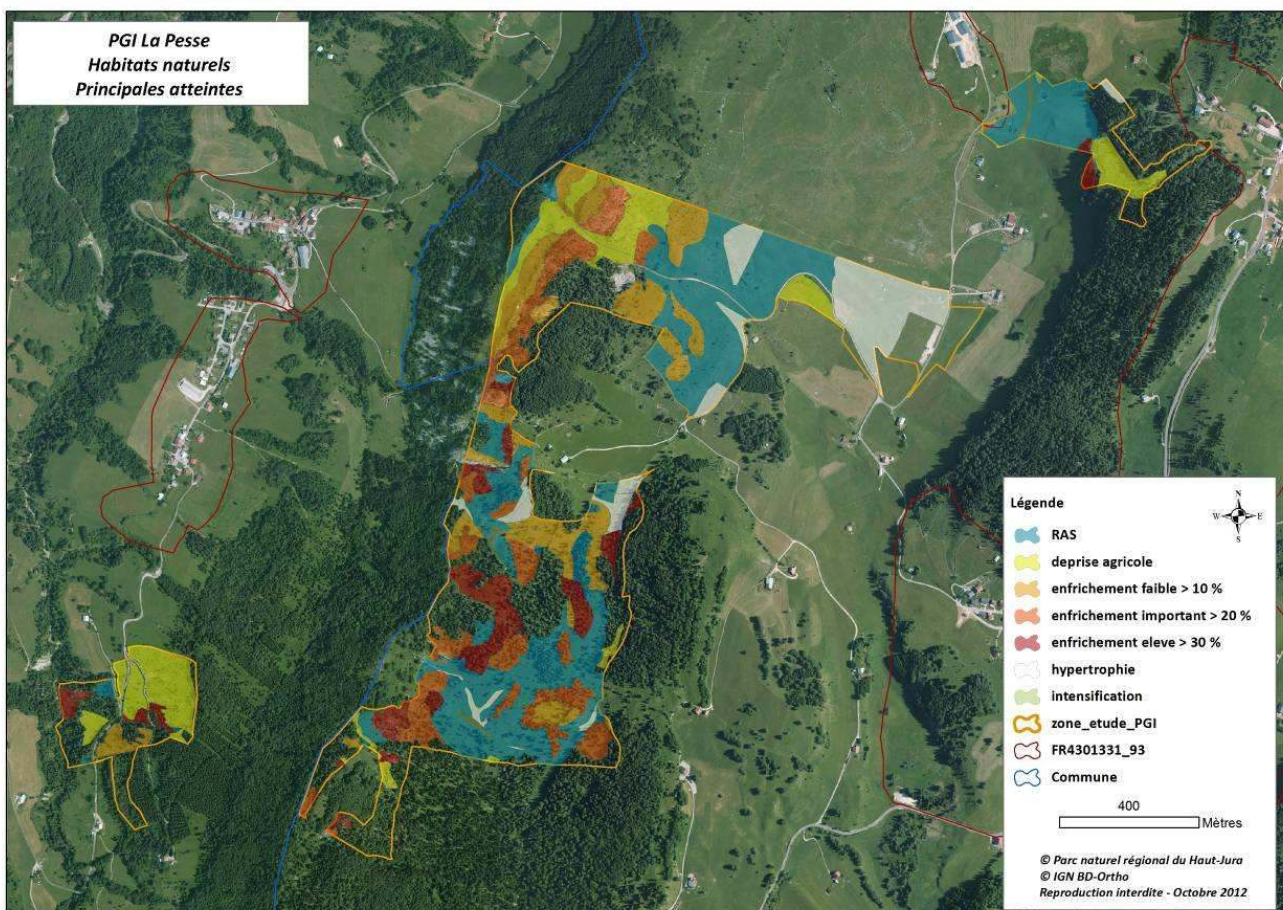 PGI La Pesse
Habitats naturels
Principales atteintes
Légende
N
W E
S
RAS
deprise agricole
enfrichement faible > 10 %
enfrichement important > 20 %
enfrichement eleve > 30 %
hypertrophie
intensification
zone_etude_PGI
FR4301331_93
Commune
400
Mètres
© Parc naturel régional du Haut-Jura
© IGN BD-Ortho
Reproduction interdite - Octobre 2012